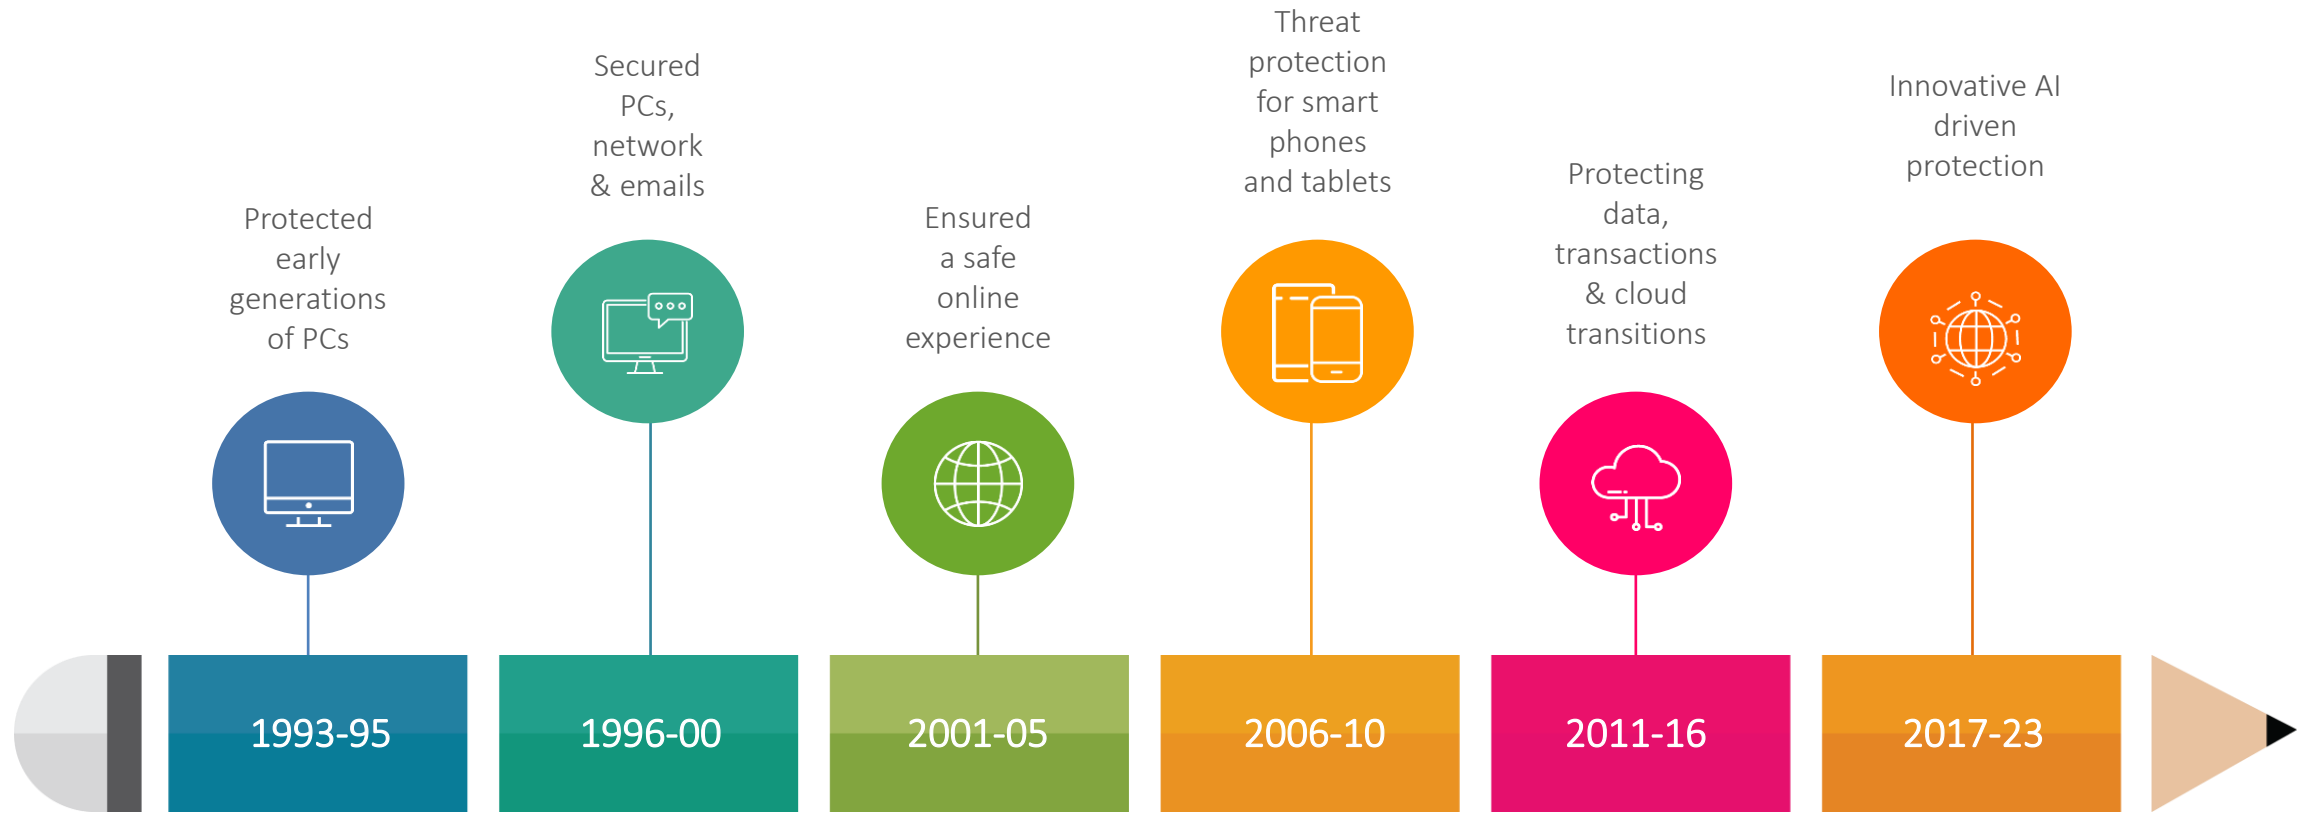 Protected
early
generations
of PCs
Secured
PCs,
network
& emails
Ensured
a safe
online
experience
Threat
protection
for smart
phones
and tablets
Protecting
data,
transactions
& cloud
transitions
Innovative AI
driven
protection
1993-95
1996-00
2001-05
2006-10
2011-16
2017-23